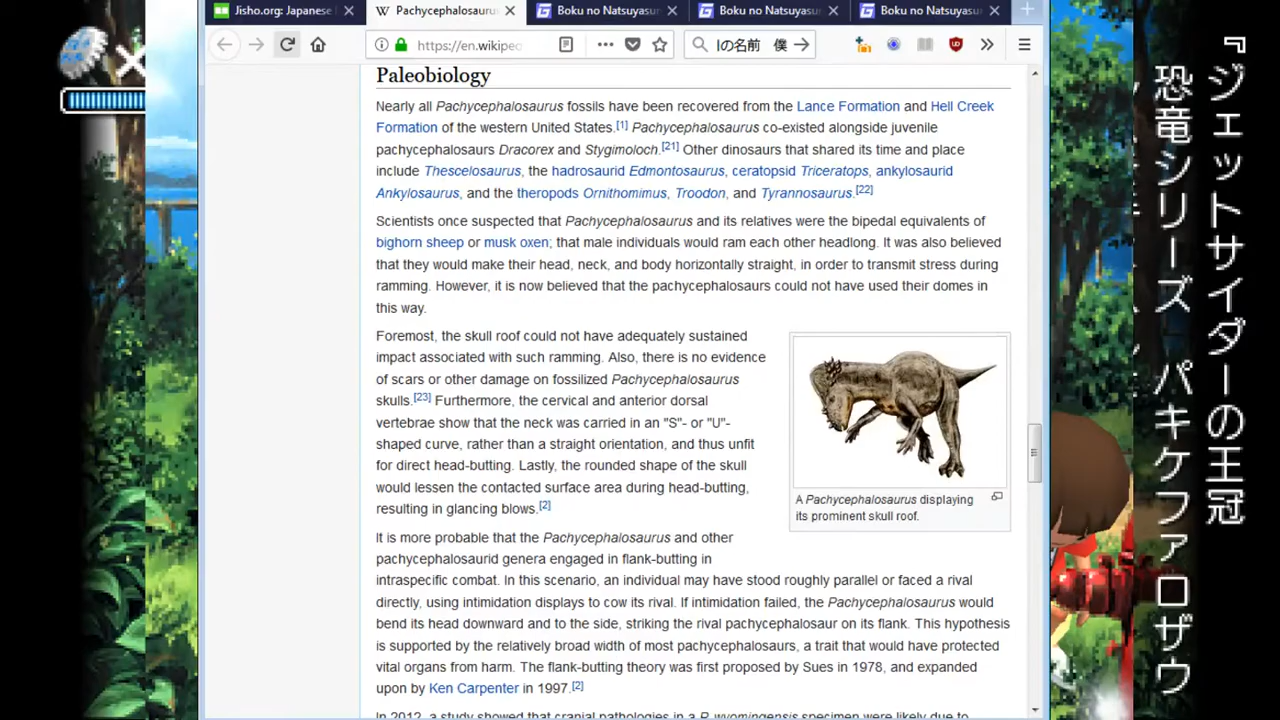 Jisho.org: Japanese
Pachycephalosauru
Boku no Natsuyasu
Boku no Natsuyasu
Boku no Natsuyasu
https://en.wikipec
の名前 僕
Paleobiology
Nearly all Pachycephalosaurus fossils have been recovered from the Lance Formation and Hell Creek
Formation of the western United States.[1] Pachycephalosaurus co-existed alongside juvenile
pachycephalosaurs Dracorex and Stygimoloch.[21] Other dinosaurs that shared its time and place
include Thescelosaurus, the hadrosaurid Edmontosaurus, ceratopsid Triceratops, ankylosaurid
Ankylosaurus, and the theropods Ornithomimus, Troodon, and Tyrannosaurus.[22]
Scientists once suspected that Pachycephalosaurus and its relatives were the bipedal equivalents of
bighorn sheep or musk oxen; that male individuals would ram each other headlong. It was also believed
that they would make their head, neck, and body horizontally straight, in order to transmit stress during
ramming. However, it is now believed that the pachycephalosaurs could not have used their domes in
this way.
Foremost, the skull roof could not have adequately sustained
impact associated with such ramming. Also, there is no evidence
of scars or other damage on fossilized Pachycephalosaurus
skulls.[23] Furthermore, the cervical and anterior dorsal
vertebrae show that the neck was carried in an "S"- or "U"-
shaped curve, rather than a straight orientation, and thus unfit
for direct head-butting. Lastly, the rounded shape of the skull
would lessen the contacted surface area during head-butting,
resulting in glancing blows.[2]
A Pachycephalosaurus displaying
its prominent skull roof.
It is more probable that the Pachycephalosaurus and other
pachycephalosaurid genera engaged in flank-butting in
intraspecific combat. In this scenario, an individual may have stood roughly parallel or faced a rival
directly, using intimidation displays to cow its rival. If intimidation failed, the Pachycephalosaurus would
bend its head downward and to the side, striking the rival pachycephalosaur on its flank. This hypothesis
is supported by the relatively broad width of most pachycephalosaurs, a trait that would have protected
vital organs from harm. The flank-butting theory was first proposed by Sues in 1978, and expanded
upon by Ken Carpenter in 1997.[2]
In 2012, a study showed that cranial pathologies in a P. wyomingensis specimen were likely due to
『ジェットサイダーの王冠
恐竜シリーズ パキケファロザウ